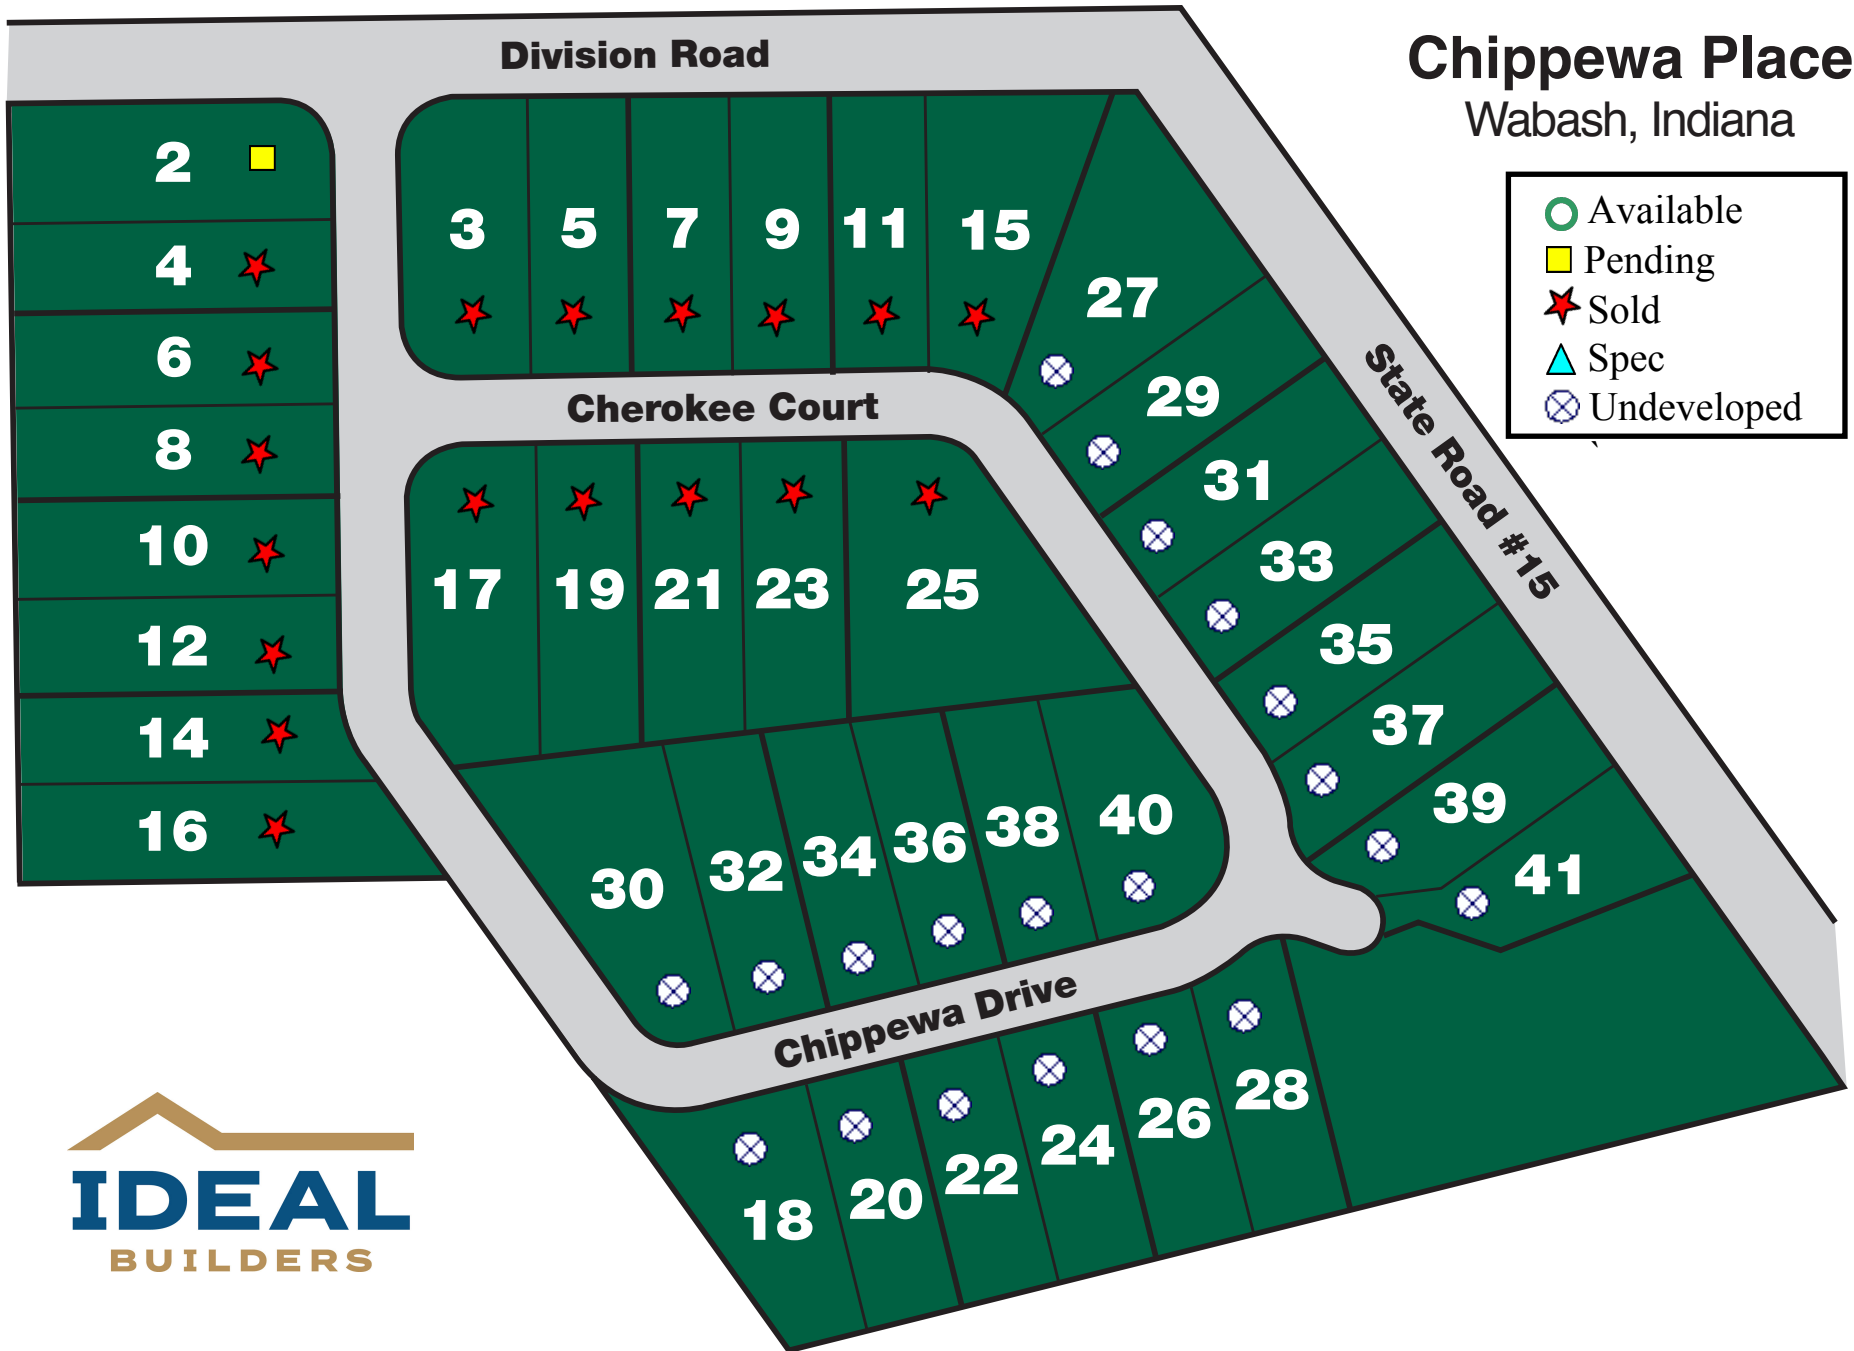 Division Road
Chippewa Place
Wabash, Indiana
Available
Pending
Sold
Spec
Undeveloped
`
2
4
6
8
10
12
14
16
3 5 7 9 11 15
27
29
31
33
35
37
39
41
State Road #15
Cherokee Court
17 19 21 23 25
30 32 34 36 38 40
Chippewa Drive
18 20 22 24 26 28
IDEAL
BUILDERS